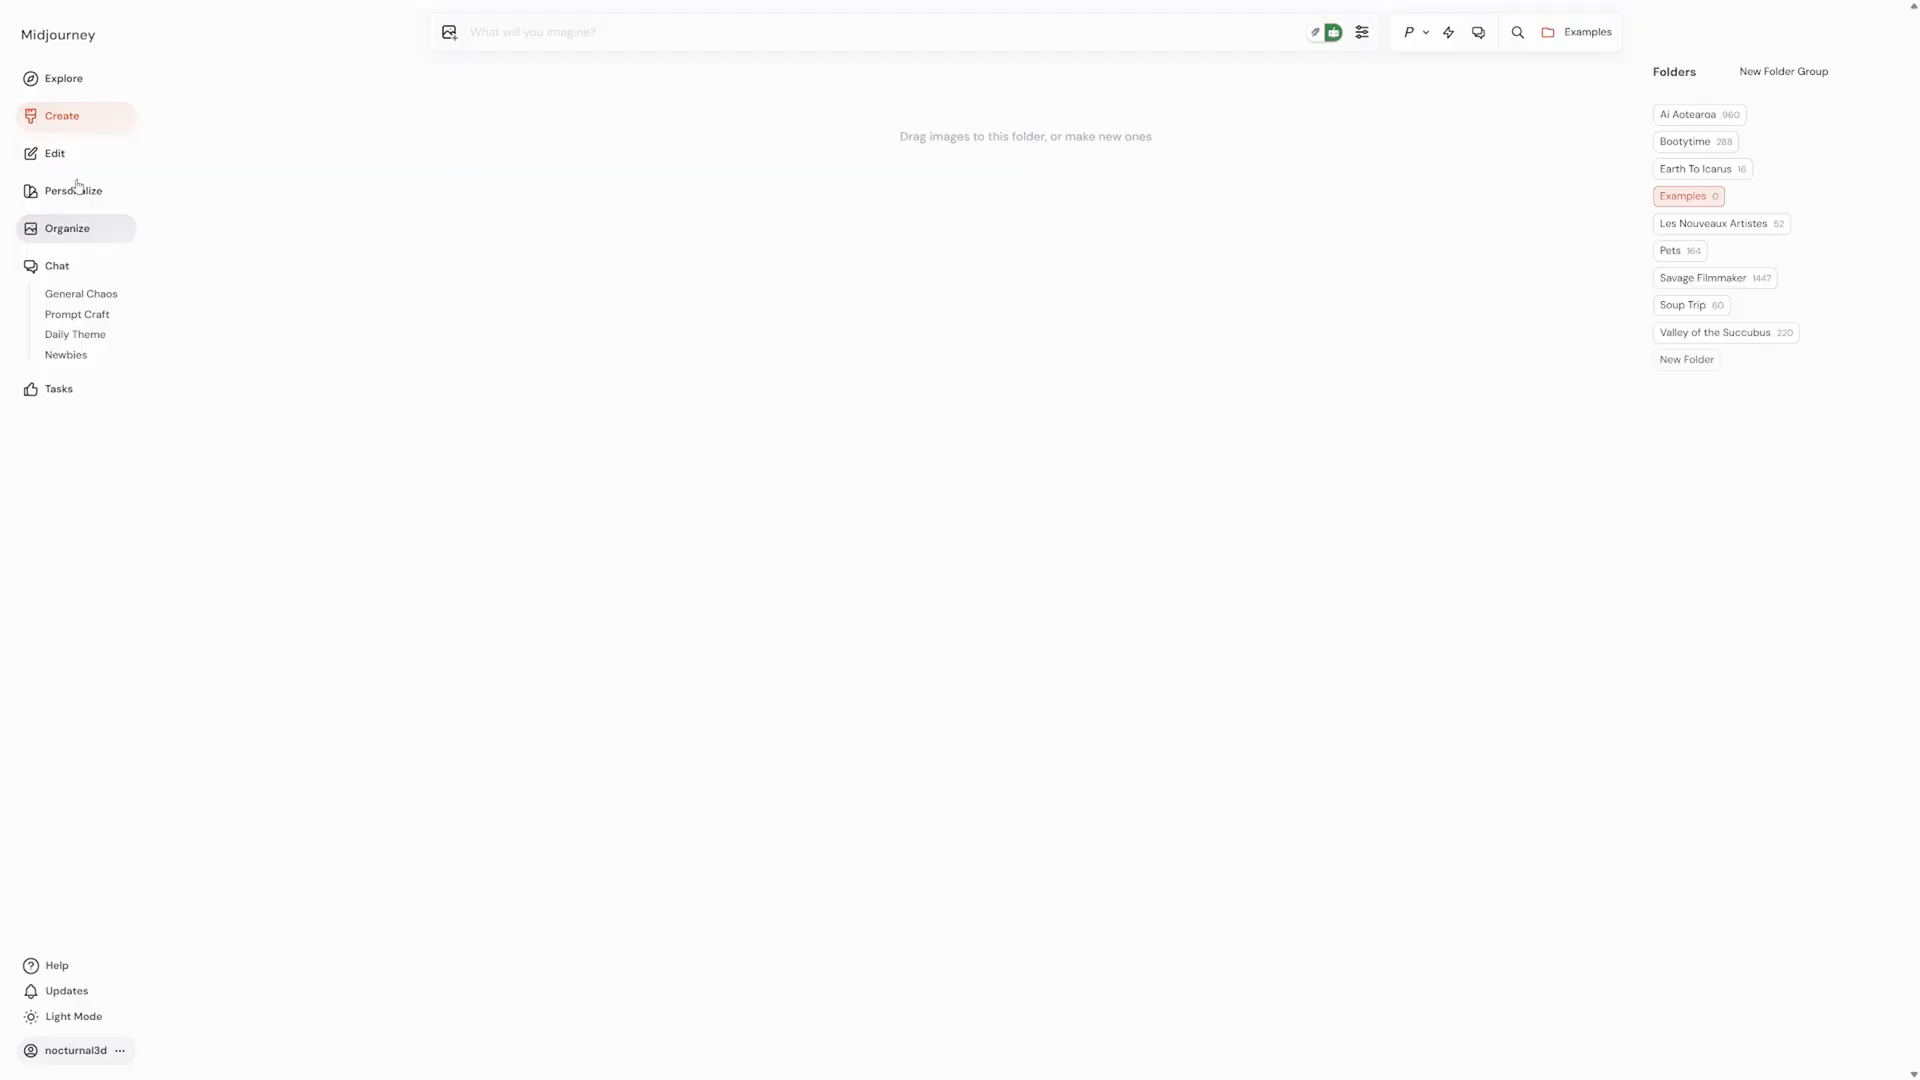 Midjourney
What will you imagine?
P
Examples
Explore
Create
Edit
Personalize
Organize
Chat
General Chaos
Prompt Craft
Daily Theme
Newbies
Tasks
Drag images to this folder, or make new ones
Folders
New Folder Group
Ai Aotearoa 960
Bootytime 288
Earth To Icarus 16
Examples 0
Les Nouveaux Artistes 52
Pets 164
Savage Filmmaker 1447
Soup Trip 60
Valley of the Succubus 220
New Folder
Help
Updates
Light Mode
nocturnal3d ...